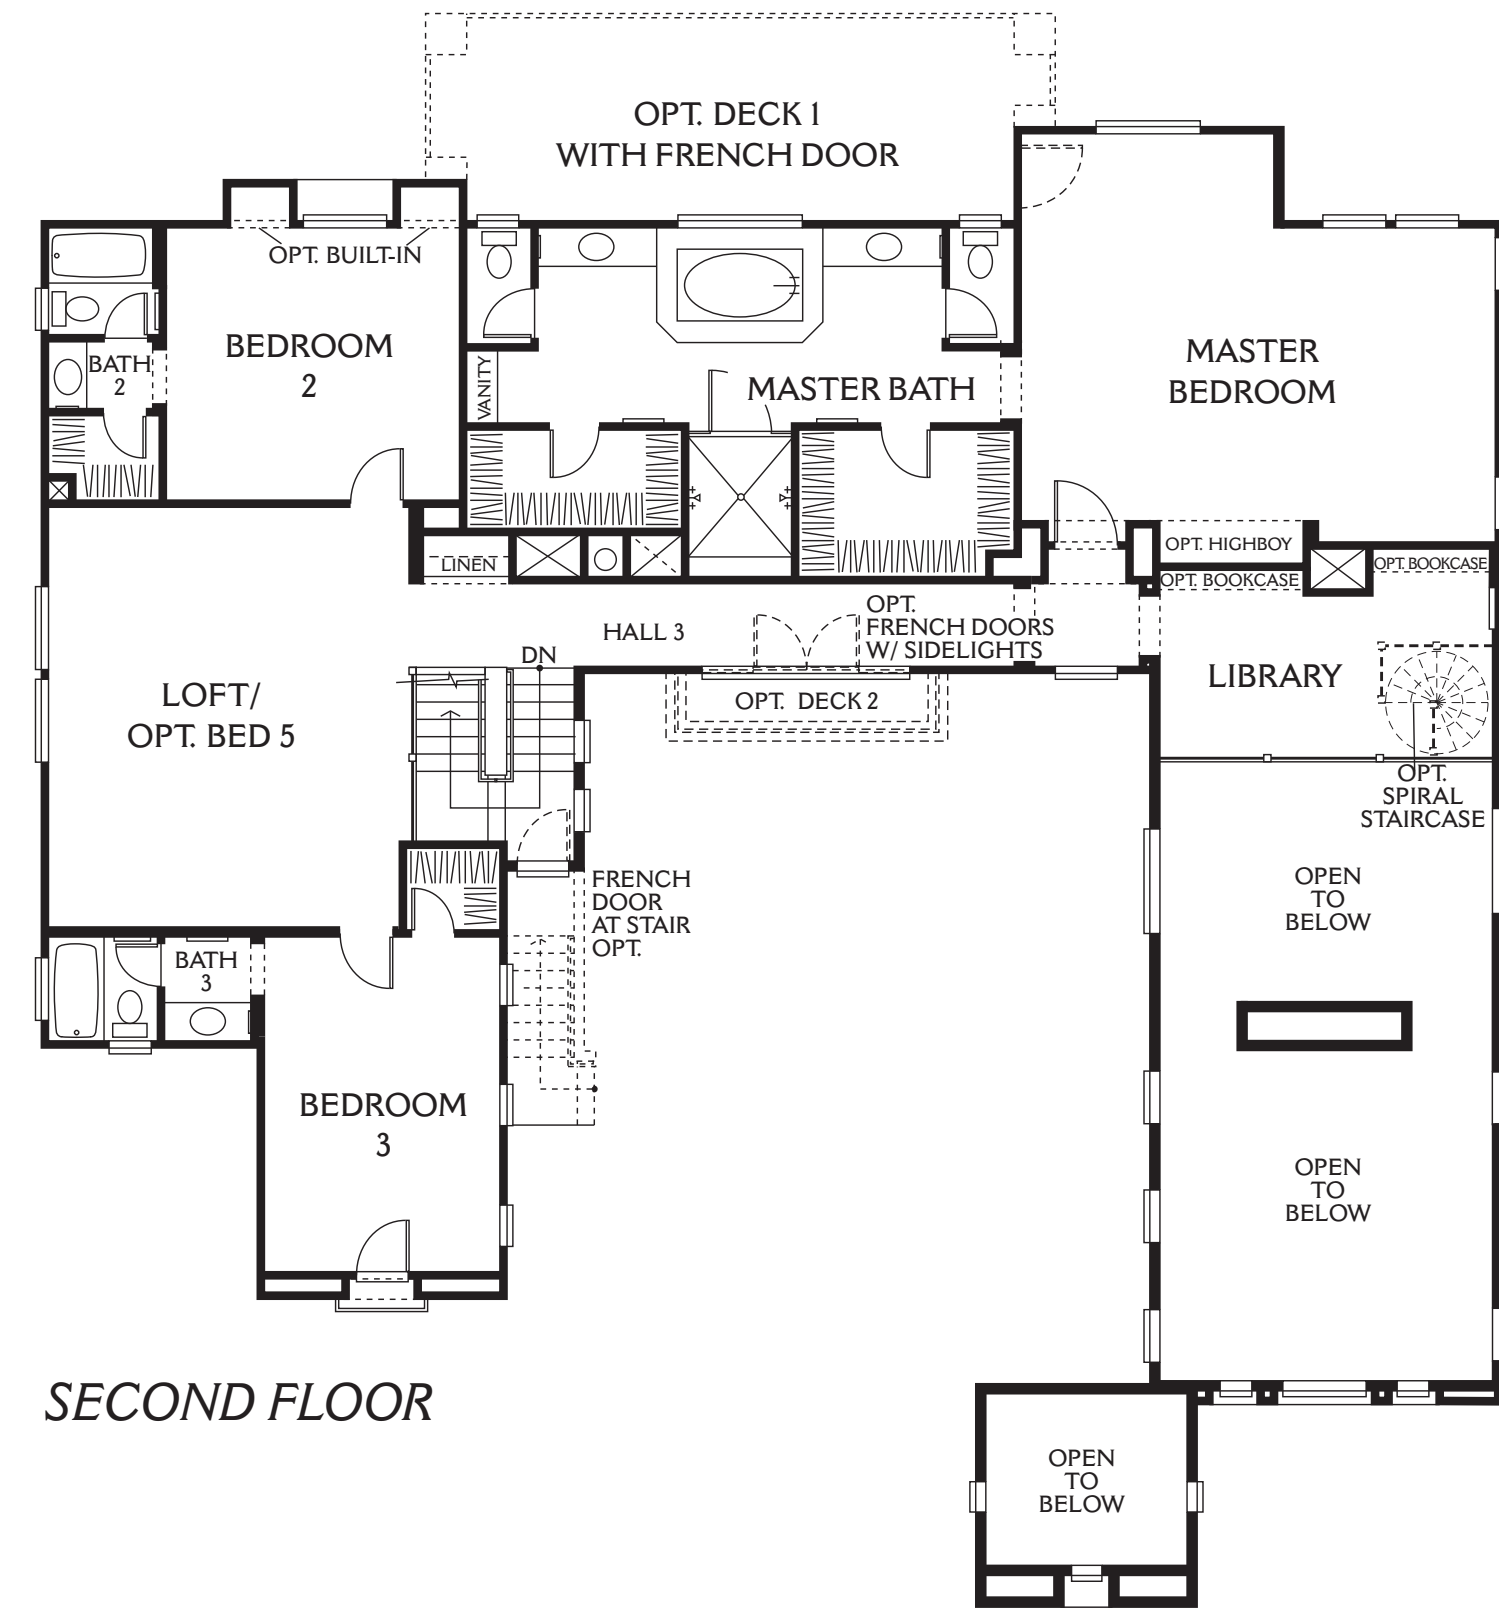 OPT. DECK 1
WITH FRENCH DOOR
OPT. BUILT-IN
BEDROOM
2
BATH
2
VANITY
MASTER BATH
MASTER
BEDROOM
LINEN
OPT. HIGHBOY
OPT. BOOKCASE
OPT. BOOKCASE
HALL 3
OPT.
FRENCH DOORS
W/ SIDELIGHTS
DN
LIBRARY
LOFT/
OPT. BED 5
OPT. DECK 2
OPT.
SPIRAL
STAIRCASE
OPEN
TO
BELOW
FRENCH
DOOR
AT STAIR
OPT.
BATH
3
BEDROOM
3
OPEN
TO
BELOW
SECOND FLOOR
OPEN
TO
BELOW